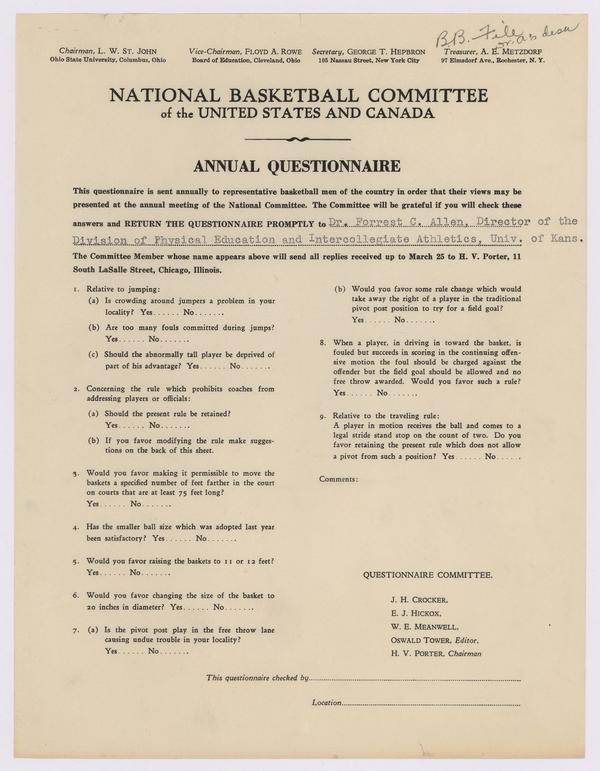 B.B. File
Chairman, L. W. ST. JOHN
Ohio State University, Columbus, Ohio
Vice-Chairman, FLOYD A. ROWE
Board of Education, Cleveland, Ohio
Secretary, GEORGE T. HEPBRON
105 Nassau Street, New York City
Treasurer, A. E. METZDORF
97 Elmsdorf Ave., Rochester, N. Y.
NATIONAL BASKETBALL COMMITTEE
of the UNITED STATES AND CANADA
ANNUAL QUESTIONNAIRE
This questionnaire is sent annually to representative basketball men of the country in order that their views may be
presented at the annual meeting of the National Committee. The Committee will be grateful if you will check these
answers and RETURN THE QUESTIONNAIRE PROMPTLY to Dr. Forrest C. Allen, Director of the
Division of Physical Education and Intercollegiate Athletics, Univ. of Kans.
The Committee Member whose name appears above will send all replies received up to March 25 to H. V. Porter, 11
South LaSalle Street, Chicago, Illinois.
1. Relative to jumping:
(a) Is crowding around jumpers a problem in your
locality? Yes...... No.......
(b) Are too many fouls committed during jumps?
Yes...... No.......
(c) Should the abnormally tall player be deprived of
part of his advantage? Yes...... No.......
2. Concerning the rule which prohibits coaches from
addressing players or officials:
(a) Should the present rule be retained?
Yes...... No.......
(b) If you favor modifying the rule make sugges-
tions on the back of this sheet.
3. Would you favor making it permissible to move the
baskets a specified number of feet farther in the court
on courts that are at least 75 feet long?
Yes...... No.......
4. Has the smaller ball size which was adopted last year
been satisfactory? Yes...... No.......
5. Would you favor raising the baskets to 11 or 12 feet?
Yes...... No.......
6. Would you favor changing the size of the basket to
20 inches in diameter? Yes...... No.......
7. (a) Is the pivot post play in the free throw lane
causing undue trouble in your locality?
Yes...... No.......
(b) Would you favor some rule change which would
take away the right of a player in the traditional
pivot post position to try for a field goal?
Yes...... No.......
8. When a player, in driving in toward the basket, is
fouled but succeeds in scoring in the continuing offen-
sive motion the foul should be charged against the
offender but the field goal should be allowed and no
free throw awarded. Would you favor such a rule?
Yes...... No.......
9. Relative to the traveling rule:
A player in motion receives the ball and comes to a
legal stride stand stop on the count of two. Do you
favor retaining the present rule which does not allow
a pivot from such a position? Yes...... No......
Comments:
QUESTIONNAIRE COMMITTEE.
J. H. CROCKER.
E. J. HICKOX.
W. E. MEANWELL.
OSWALD TOWER, Editor.
H. V. PORTER, Chairman
This questionnaire checked by
Location